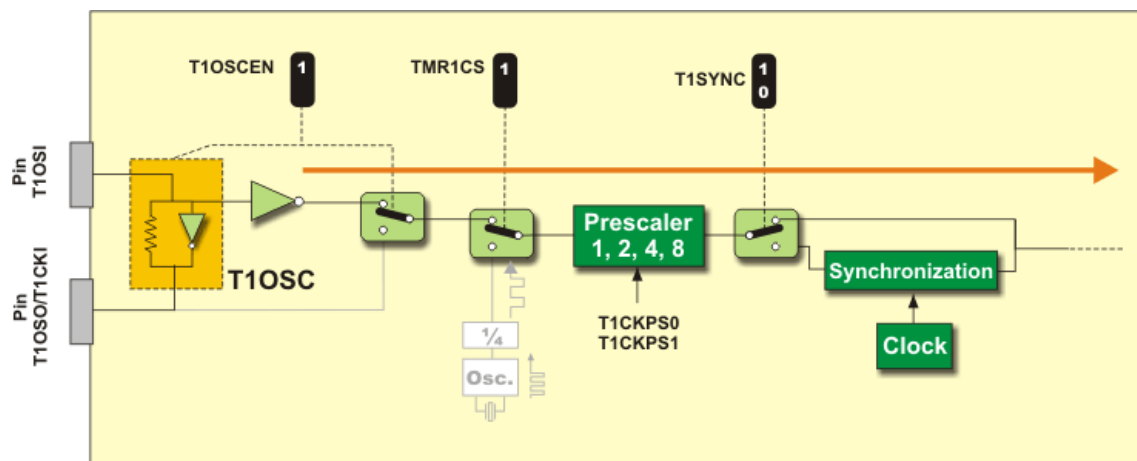 T1OSCEN
1
TMR1CS
1
T1SYNC
1
0
Pin
T1OSI
Pin
T1OSO/T1CKI
T1OSC
Prescaler
1, 2, 4, 8
T1CKPS0
T1CKPS1
¼
Osc.
Synchronization
Clock